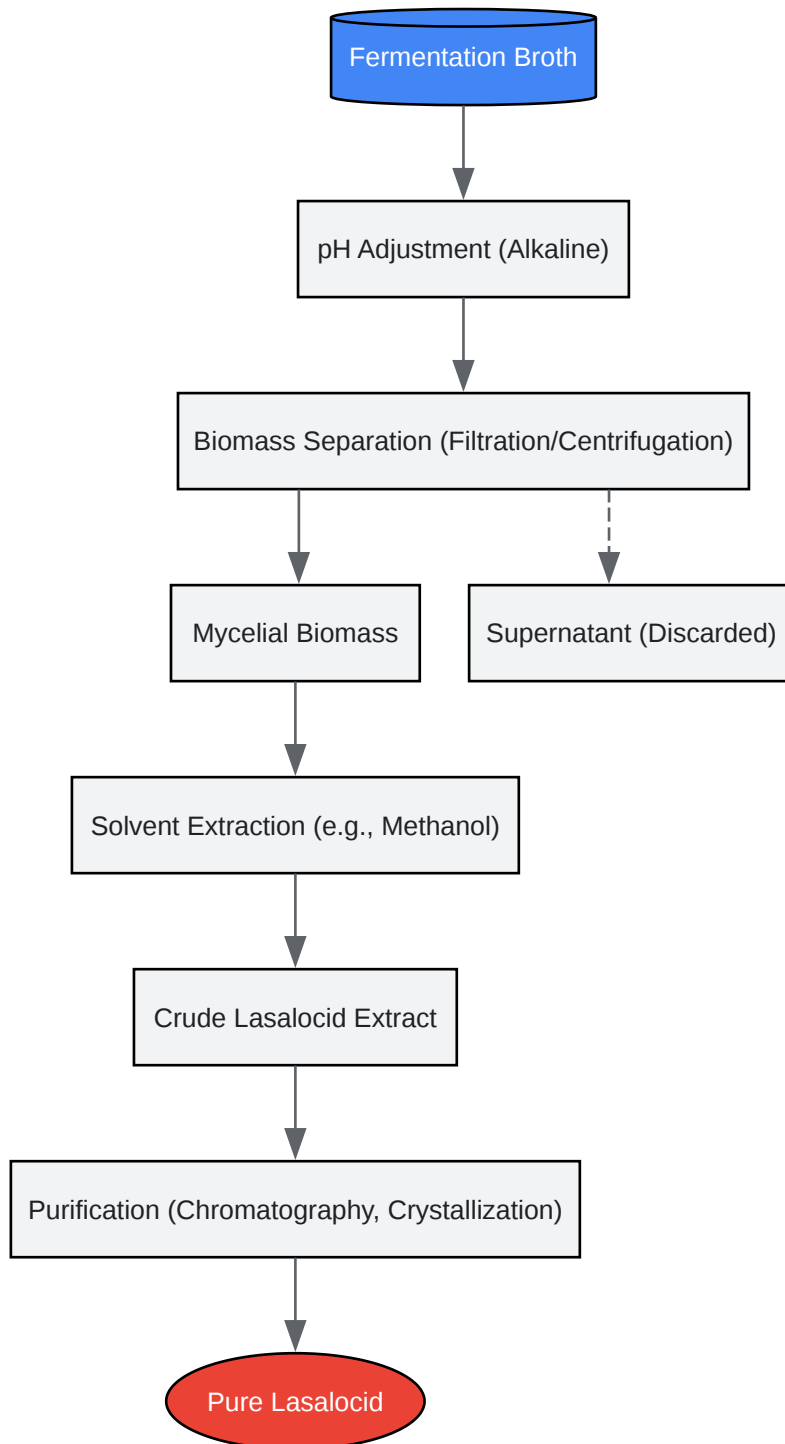 Fermentation Broth
pH Adjustment (Alkaline)
Biomass Separation (Filtration/Centrifugation)
Mycelial Biomass
Supernatant (Discarded)
Solvent Extraction (e.g., Methanol)
Crude Lasalocid Extract
Purification (Chromatography, Crystallization)
Pure Lasalocid